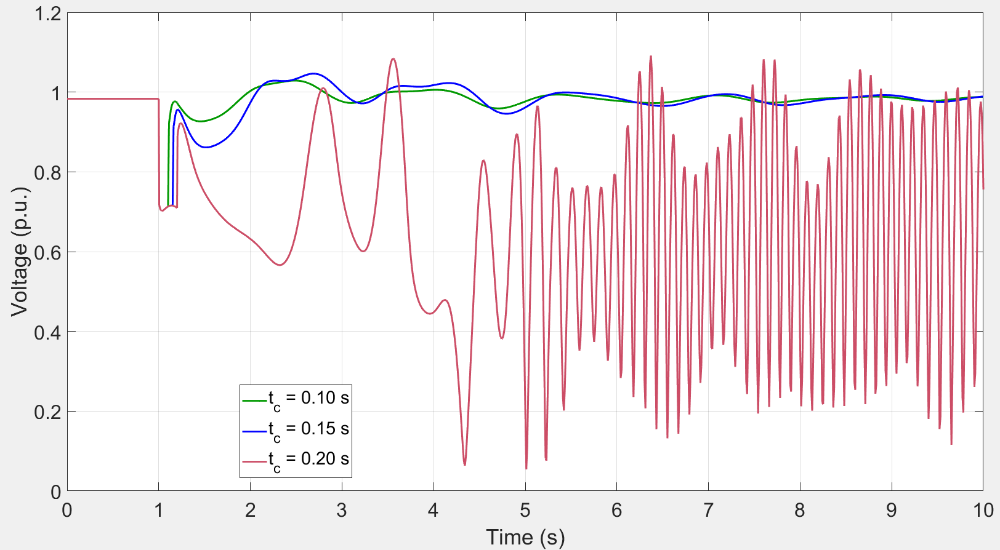 1.2
1
0.8
0.6
0.4
0.2
0
Voltage (p.u.)
t_c = 0.10 s
t_c = 0.15 s
t_c = 0.20 s
0 1 2 3 4 5 6 7 8 9 10
Time (s)